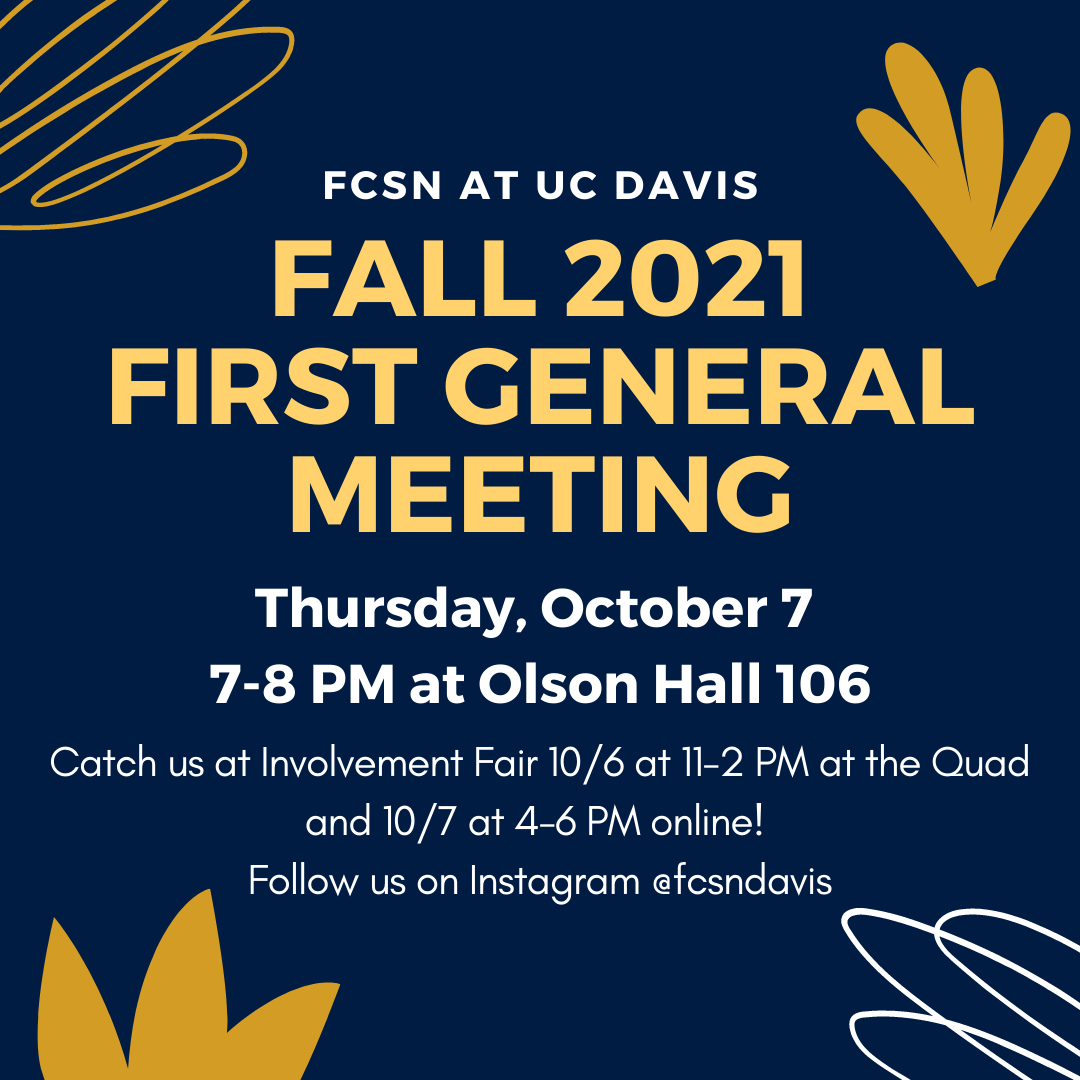 FCSN AT UC DAVIS
FALL 2021
FIRST GENERAL
MEETING
Thursday, October 7
7-8 PM at Olson Hall 106
Catch us at Involvement Fair 10/6 at 11-2 PM at the Quad
and 10/7 at 4-6 PM online!
Follow us on Instagram @fcsndavis